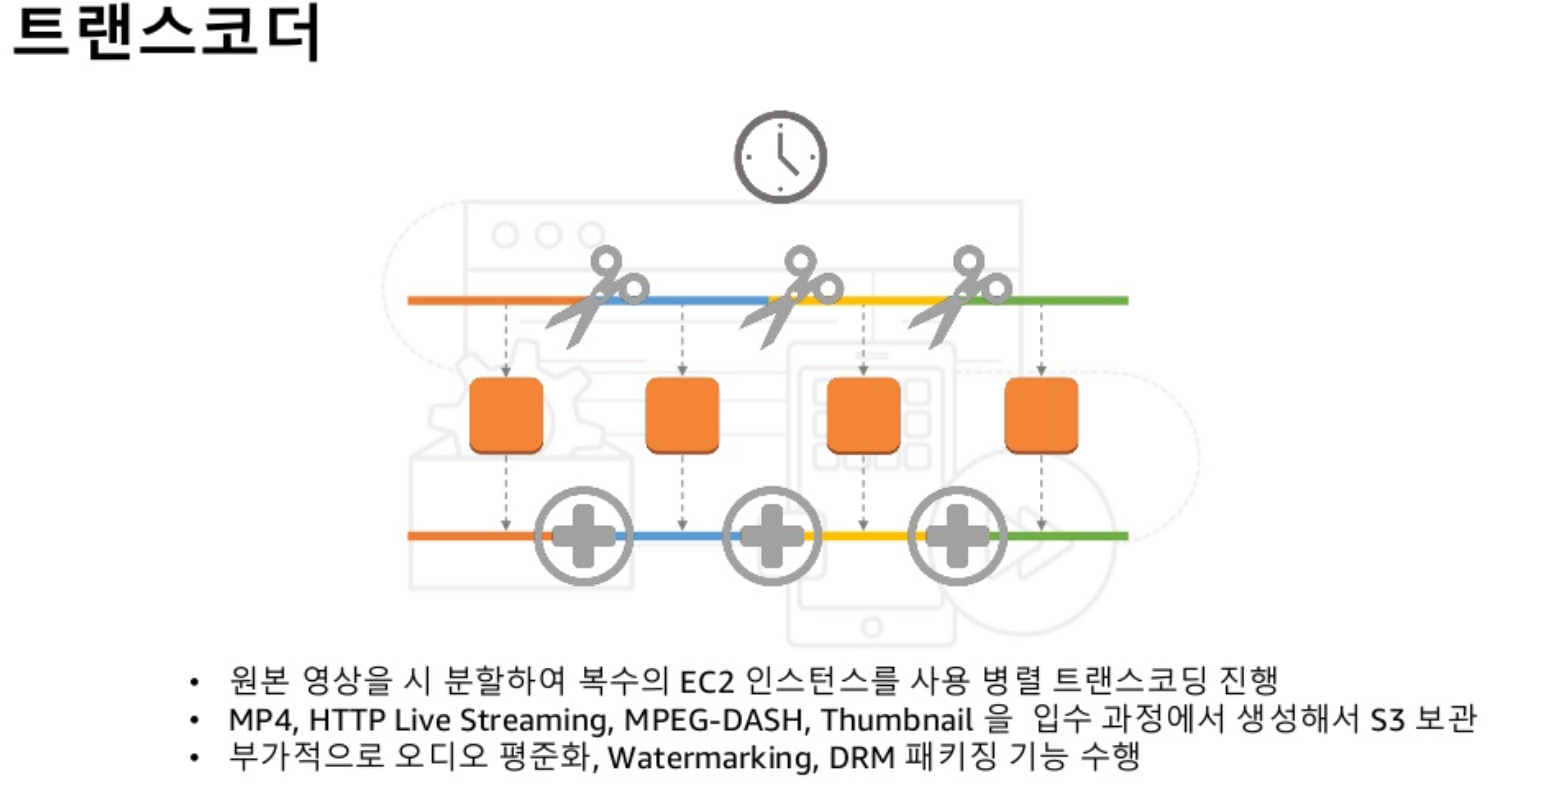 트랜스코더
• 원본 영상을 시 분할하여 복수의 EC2 인스턴스를 사용 병렬 트랜스코딩 진행
• MP4, HTTP Live Streaming, MPEG-DASH, Thumbnail 을 입수 과정에서 생성해서 S3 보관
• 부가적으로 오디오 평준화, Watermarking, DRM 패키징 기능 수행